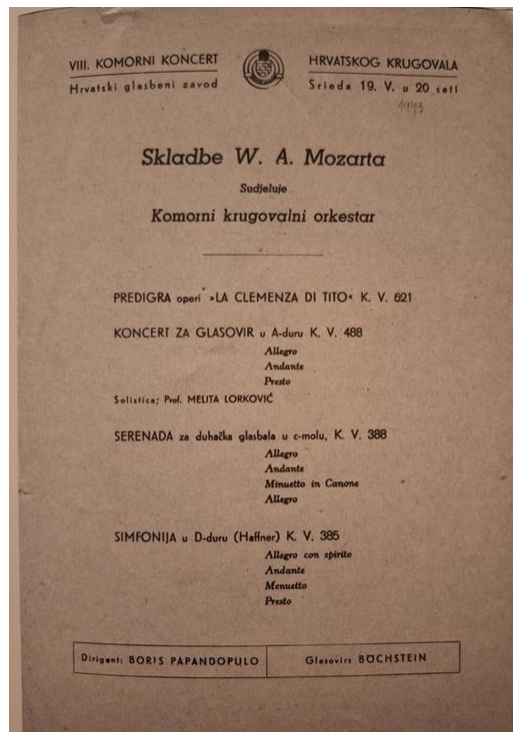 VIII. KOMORNI KONCERT
Hrvatski glasbeni zavod
HRVATSKOG KRUGOVALA
Srieda 19. V. u 20 sati
1943
Skladbe W. A. Mozarta
Sudjeluje
Komorni krugovalni orkestar
PREDIGRA operi »LA CLEMENZA DI TITO« K. V. 621
KONCERT ZA GLASOVIR u A-duru K. V. 488
Allegro
Andante
Presto
Solistica: Prof. MELITA LORKOVIĆ
SERENADA za duhačka glasbala u c-molu, K. V. 388
Allegro
Andante
Minuetto in Canone
Allegro
SIMFONIJA u D-duru (Haffner) K. V. 385
Allegro con spirito
Andante
Menuetto
Presto
Dirigent: BORIS PAPANDOPULO
Glasovirs BÖCHSTEIN